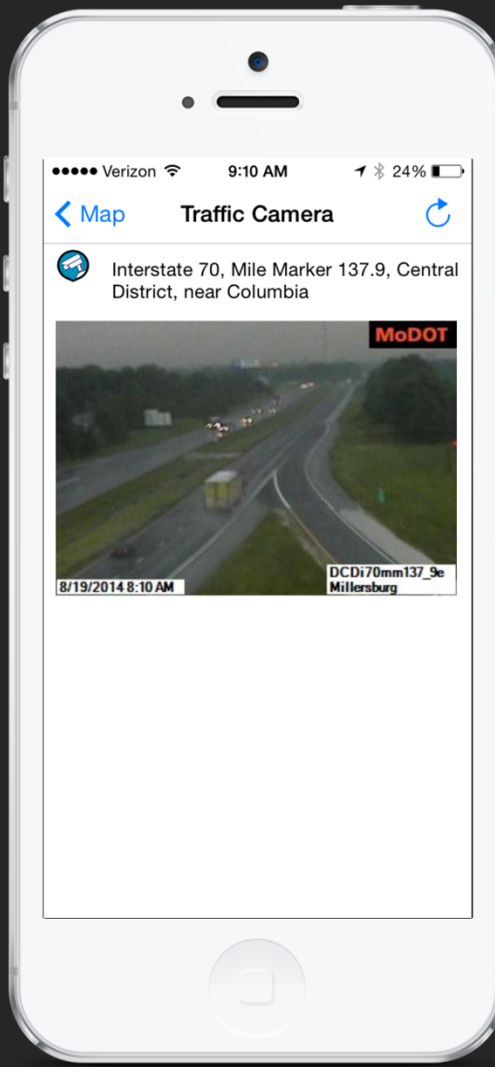 Verizon 9:10 AM 24%
Map Traffic Camera
Interstate 70, Mile Marker 137.9, Central
District, near Columbia
MoDOT
8/19/2014 8:10 AM
DCDi70mm137_9e
Millersburg